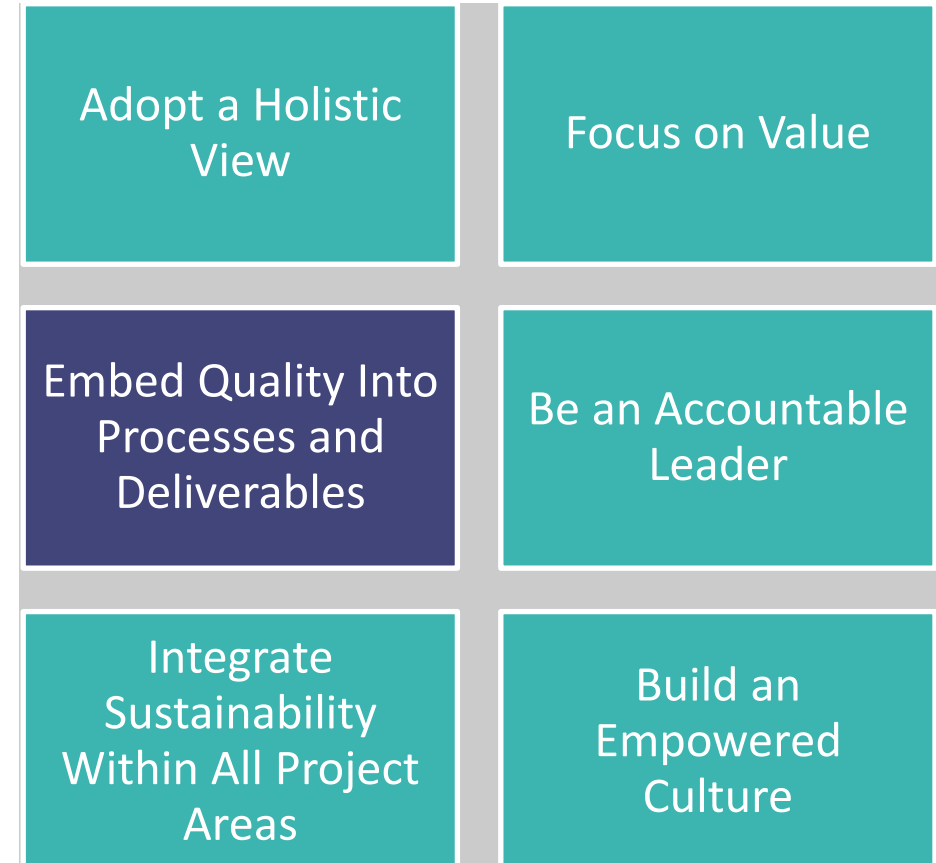 Adopt a Holistic
View
Focus on Value
Embed Quality Into
Processes and
Deliverables
Be an Accountable
Leader
Integrate
Sustainability
Within All Project
Areas
Build an
Empowered
Culture